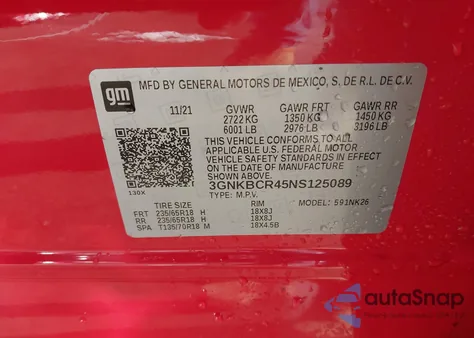 gm
MFD BY GENERAL MOTORS DE MEXICO, S. DE R.L. DE C.V.
11/21 GVWR GAWR FRT GAWR RR
2722 KG 1350 KG 1450 KG
6001 LB 2976 LB 3196 LB
THIS VEHICLE CONFORMS TO ALL APPLICABLE
U.S. FEDERAL MOTOR
VEHICLE SAFETY STANDARDS IN EFFECT
ON THE DATE OF MANUFACTURE
SHOWN ABOVE.
3GNKBCR45NS125089
TYPE: M.P.V. MODEL: 591NK26
130X
TIRE SIZE RIM
FRT 235/65R18 H 18X8J
RR 235/65R18 H 18X8J
SPA T135/70R18 M 18X4.5B
autoSnap